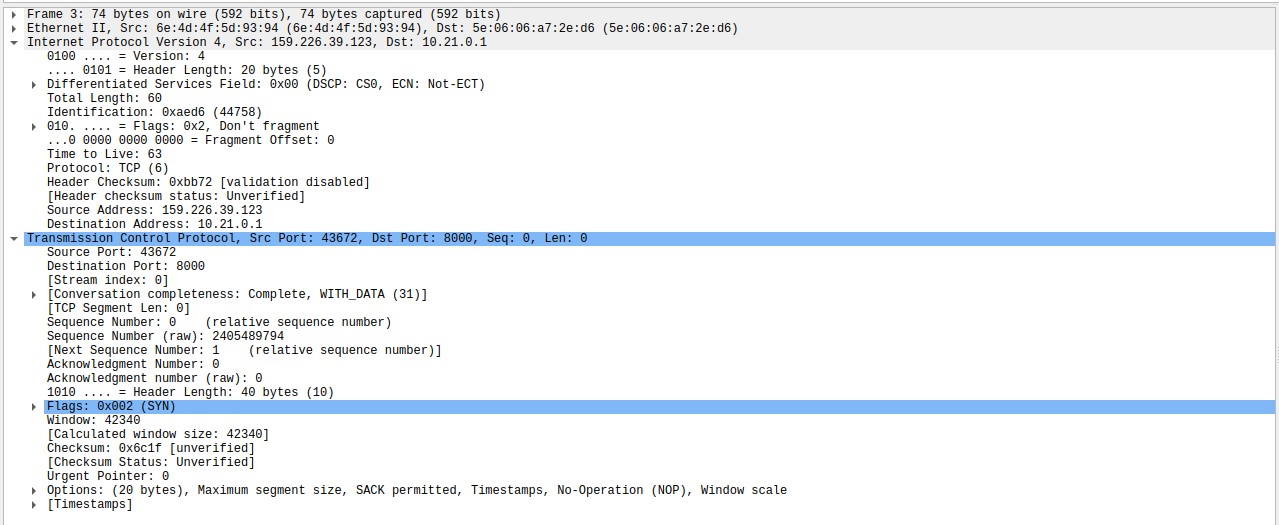 Frame 3: 74 bytes on wire (592 bits), 74 bytes captured (592 bits)
Ethernet II, Src: 6e:4d:4f:5d:93:94 (6e:4d:4f:5d:93:94), Dst: 5e:06:06:a7:2e:d6 (5e:06:06:a7:2e:d6)
Internet Protocol Version 4, Src: 159.226.39.123, Dst: 10.21.0.1
0100 .... = Version: 4
.... 0101 = Header Length: 20 bytes (5)
Differentiated Services Field: 0x00 (DSCP: CS0, ECN: Not-ECT)
Total Length: 60
Identification: 0xaed6 (44758)
010. .... = Flags: 0x2, Don't fragment
...0 0000 0000 0000 = Fragment Offset: 0
Time to Live: 63
Protocol: TCP (6)
Header Checksum: 0xbb72 [validation disabled]
[Header checksum status: Unverified]
Source Address: 159.226.39.123
Destination Address: 10.21.0.1
Transmission Control Protocol, Src Port: 43672, Dst Port: 8000, Seq: 0, Len: 0
Source Port: 43672
Destination Port: 8000
[Stream index: 0]
[Conversation completeness: Complete, WITH_DATA (31)]
[TCP Segment Len: 0]
Sequence Number: 0    (relative sequence number)
Sequence Number (raw): 2405489794
[Next Sequence Number: 1    (relative sequence number)]
Acknowledgment Number: 0
Acknowledgment number (raw): 0
1010 .... = Header Length: 40 bytes (10)
Flags: 0x002 (SYN)
Window: 42340
[Calculated window size: 42340]
Checksum: 0x6c1f [unverified]
[Checksum Status: Unverified]
Urgent Pointer: 0
Options: (20 bytes), Maximum segment size, SACK permitted, Timestamps, No-Operation (NOP), Window scale
[Timestamps]